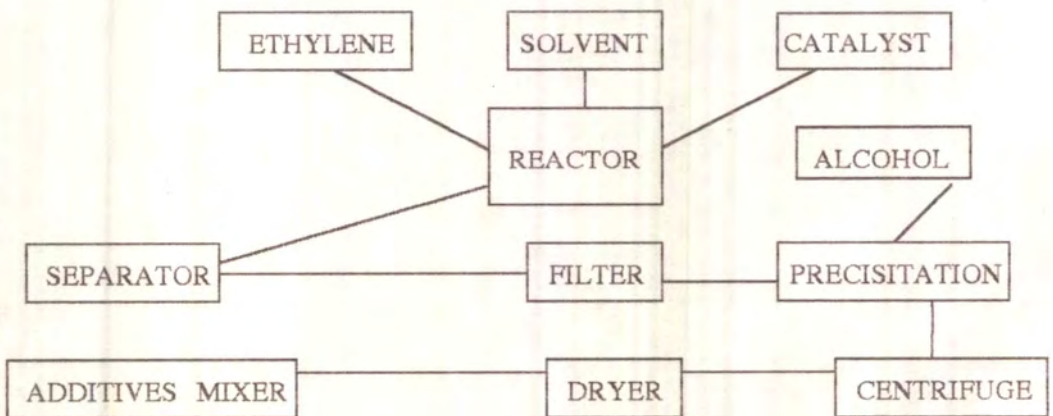 ETHYLENE
SOLVENT
CATALYST
REACTOR
ALCOHOL
SEPARATOR
FILTER
PRECISITATION
ADDITIVES MIXER
DRYER
CENTRIFUGE